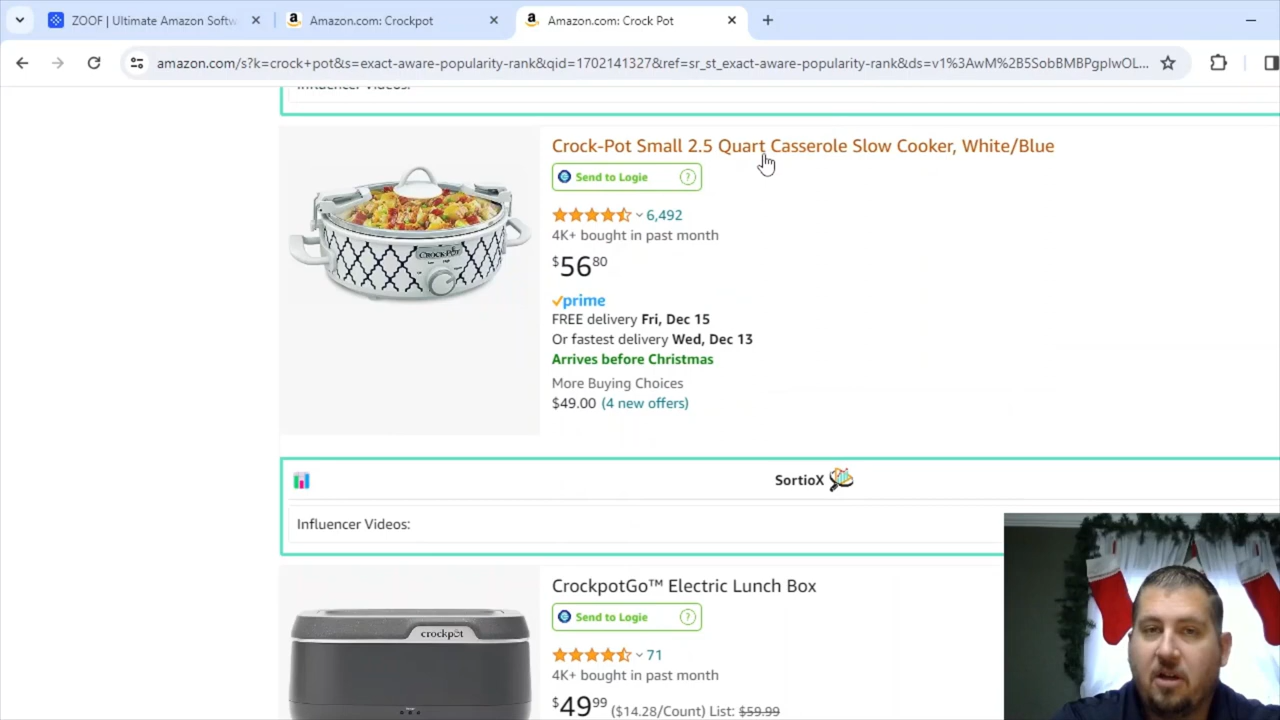 ZOOF | Ultimate Amazon Softw
Amazon.com: Crockpot
Amazon.com: Crock Pot
amazon.com/s?k=crock+pot&s=exact-aware-popularity-rank&qid=1702141327&ref=sr_st_exact-aware-popularity-rank&ds=v1%3AwM%2B5SobBMBPgplwOL...
Influencer Videos:
Crock-Pot Small 2.5 Quart Casserole Slow Cooker, White/Blue
Send to Logie ?
6,492
4K+ bought in past month
$56 80
prime
FREE delivery Fri, Dec 15
Or fastest delivery Wed, Dec 13
Arrives before Christmas
More Buying Choices
$49.00 (4 new offers)
CROCK-POT
SortioX
Influencer Videos:
CrockpotGo™ Electric Lunch Box
Send to Logie ?
71
4K+ bought in past month
$49 99 ($14.28/Count) List: $59.99
crockpot